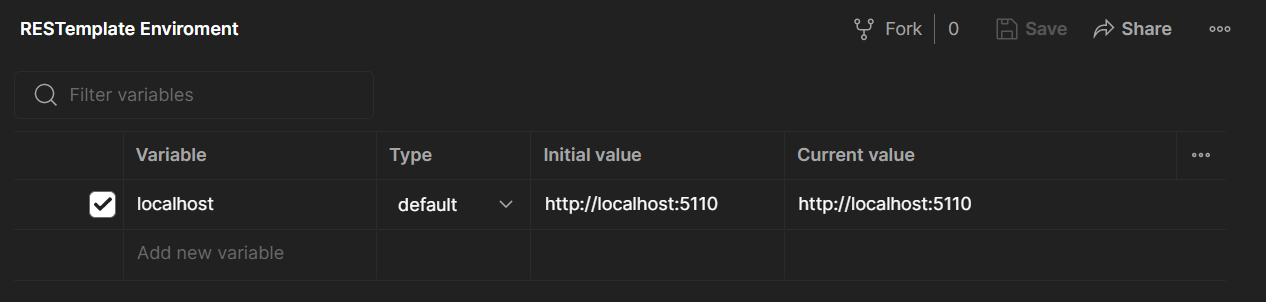 RESTemplate Enviroment Fork 0 Save Share
Filter variables
Variable Type Initial value Current value
localhost default http://localhost:5110 http://localhost:5110
Add new variable